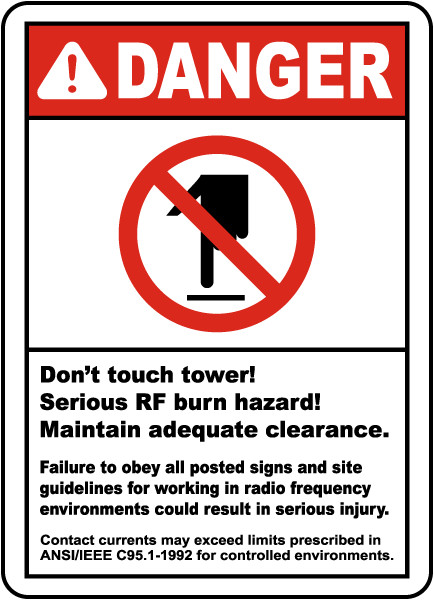 DANGER
Don't touch tower!
Serious RF burn hazard!
Maintain adequate clearance.
Failure to obey all posted signs and site
guidelines for working in radio frequency
environments could result in serious injury.
Contact currents may exceed limits prescribed in
ANSI/IEEE C95.1-1992 for controlled environments.